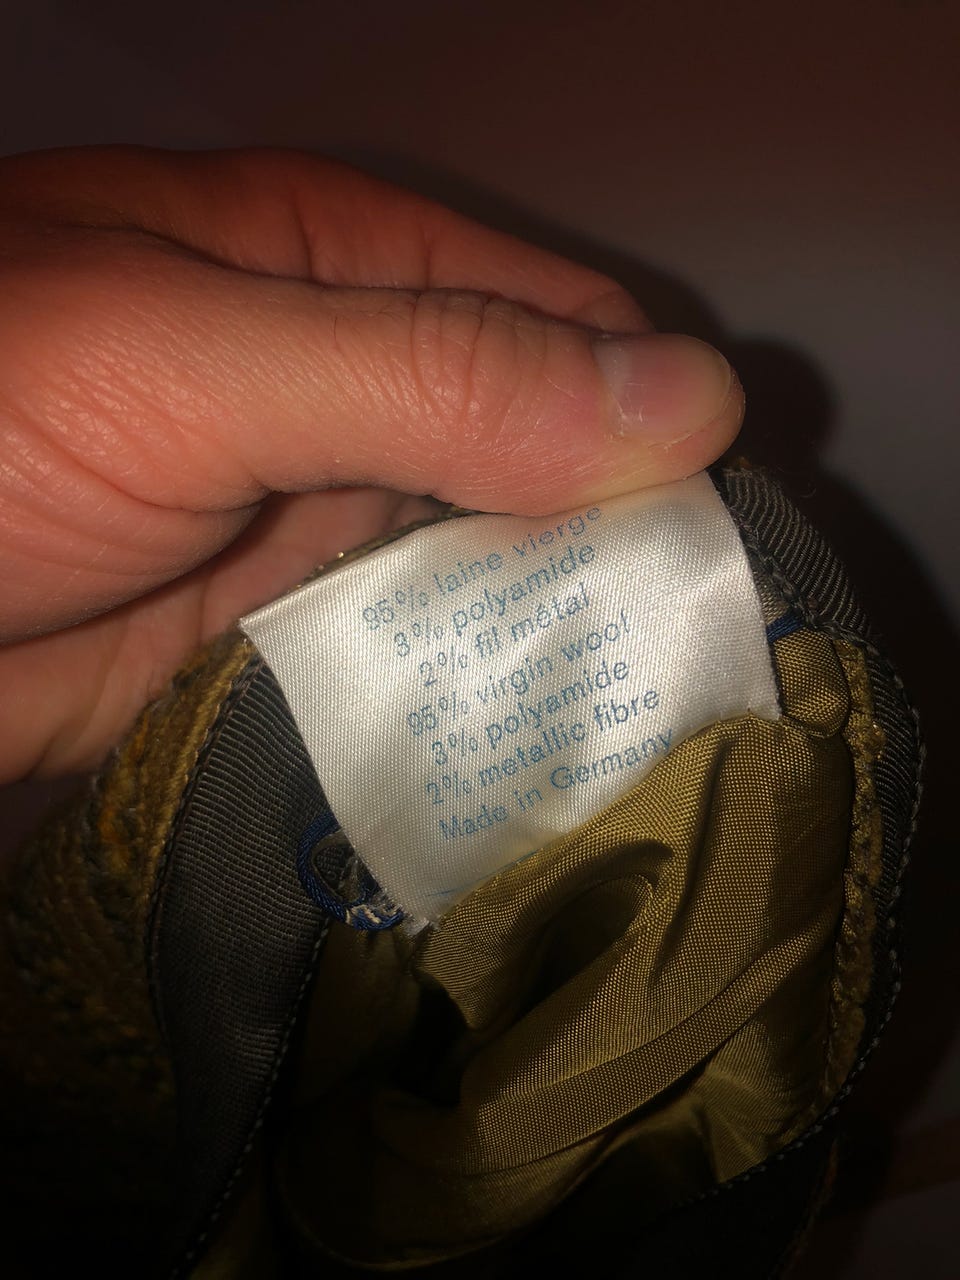 95% laine vierge
3% polyamide
2% fil métal
95% virgin wool
3% polyamide
2% metallic fibre
Made in Germany